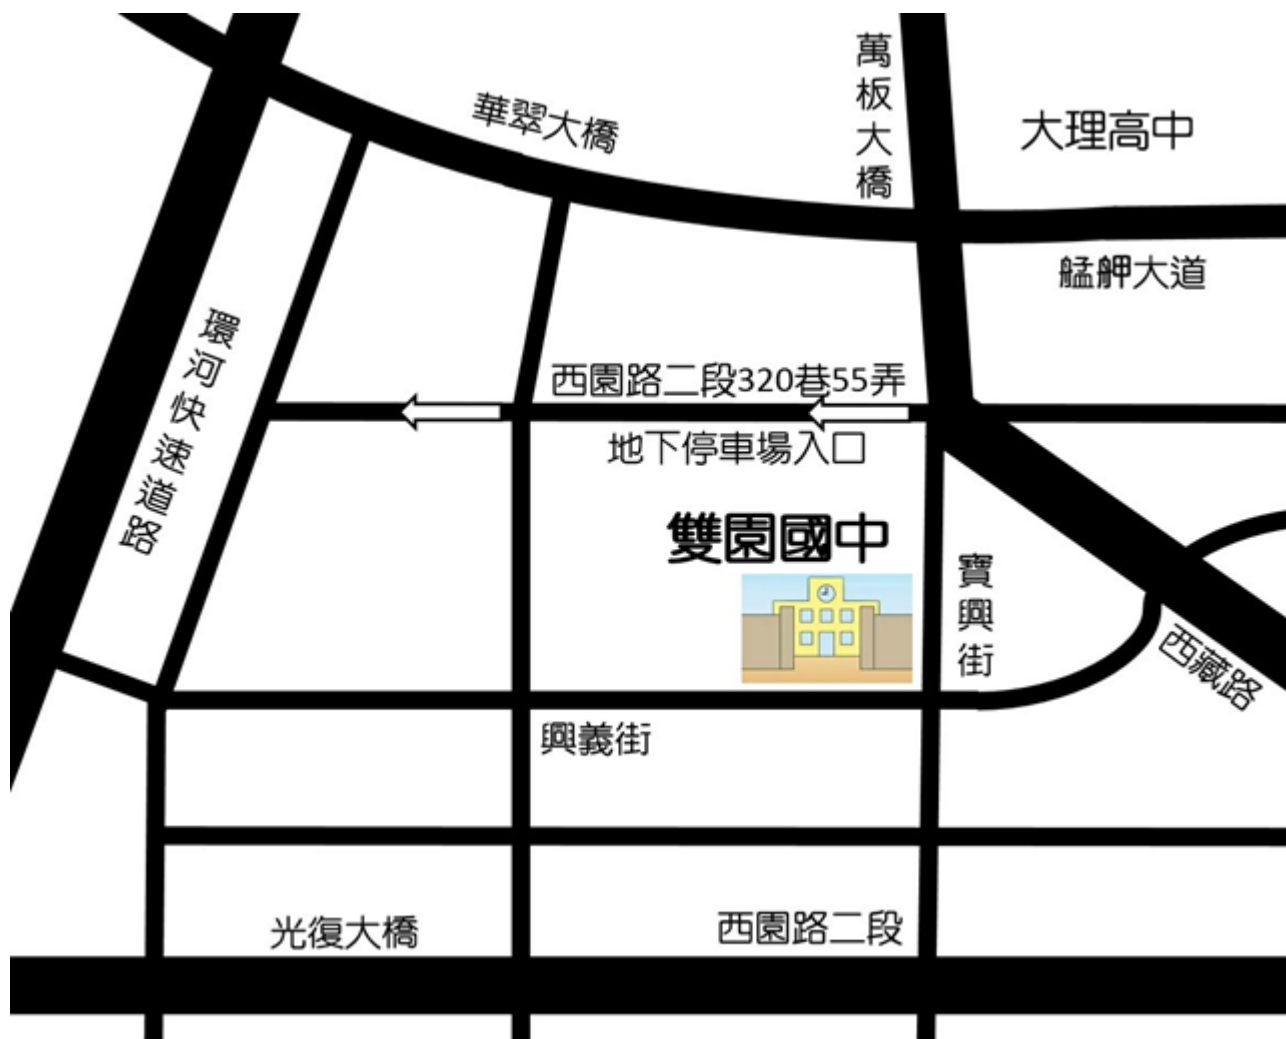 華翠大橋
萬板大橋
大理高中
艋舺大道
環河快速道路
西園路二段320巷55弄
地下停車場入口
雙園國中
寶興街
西藏路
興義街
光復大橋
西園路二段